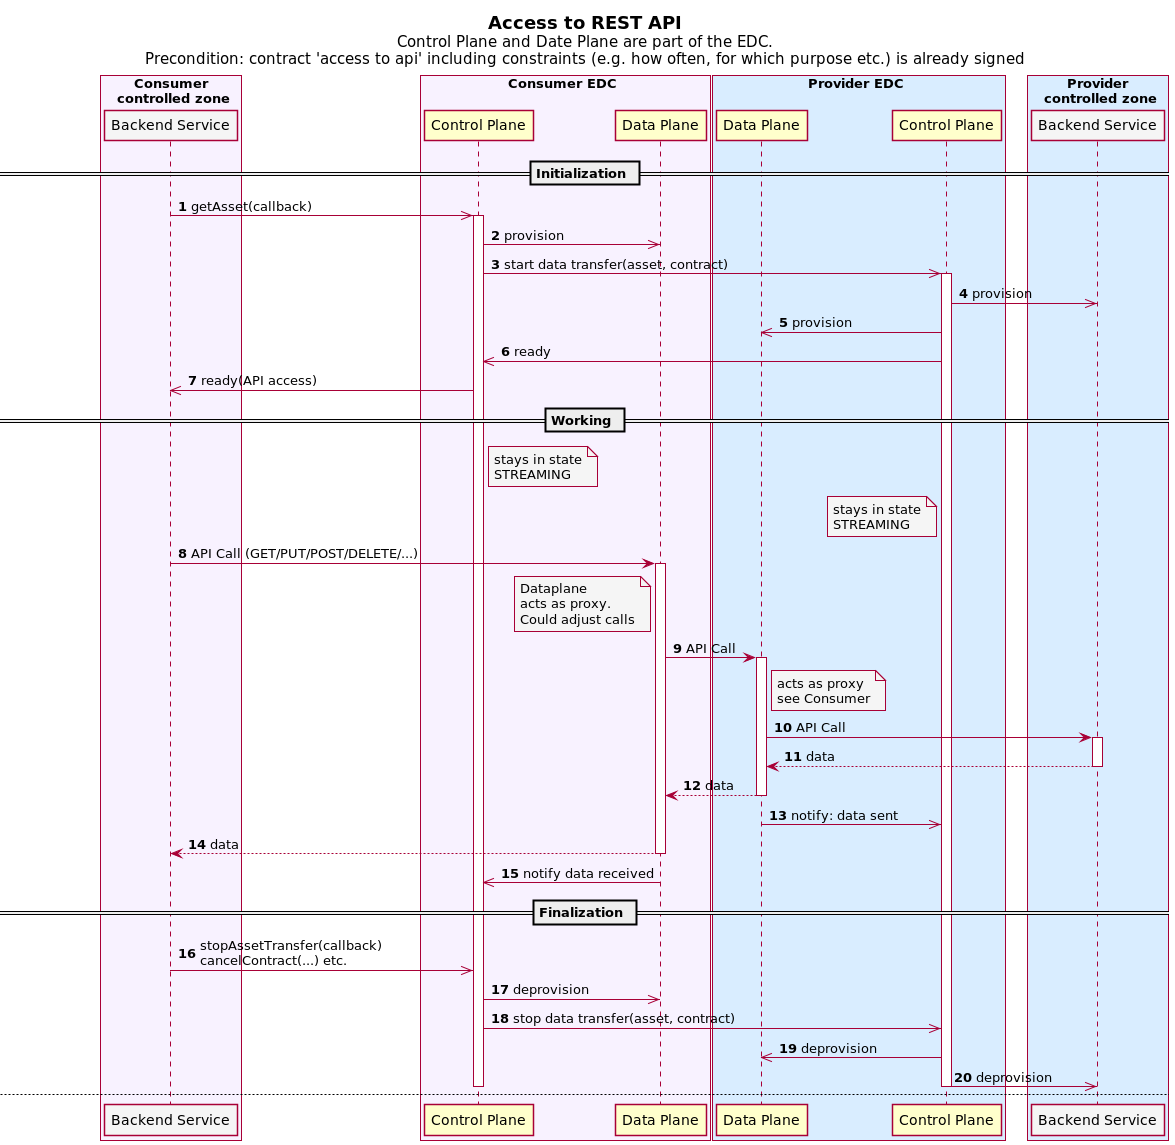 Access to REST API
Control Plane and Date Plane are part of the EDC.
Precondition: contract 'access to api' including constraints (e.g. how often, for which purpose etc.) is already signed
Consumer
controlled zone
Consumer EDC
Provider EDC
Provider
controlled zone
Backend Service
Control Plane
Data Plane
Data Plane
Control Plane
Backend Service
Initialization
1 getAsset(callback)
2 provision
3 start data transfer(asset, contract)
4 provision
5 provision
6 ready
7 ready(API access)
Working
stays in state
STREAMING
stays in state
STREAMING
8 API Call (GET/PUT/POST/DELETE/...)
Dataplane
acts as proxy.
Could adjust calls
9 API Call
acts as proxy
see Consumer
10 API Call
11 data
12 data
13 notify: data sent
14 data
15 notify data received
Finalization
16 stopAssetTransfer(callback)
cancelContract(...) etc.
17 deprovision
18 stop data transfer(asset, contract)
19 deprovision
20 deprovision
Backend Service
Control Plane
Data Plane
Data Plane
Control Plane
Backend Service